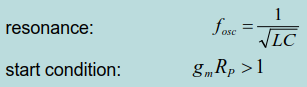 resonance: f_osc = 1/√LC
start condition: g_m R_P > 1